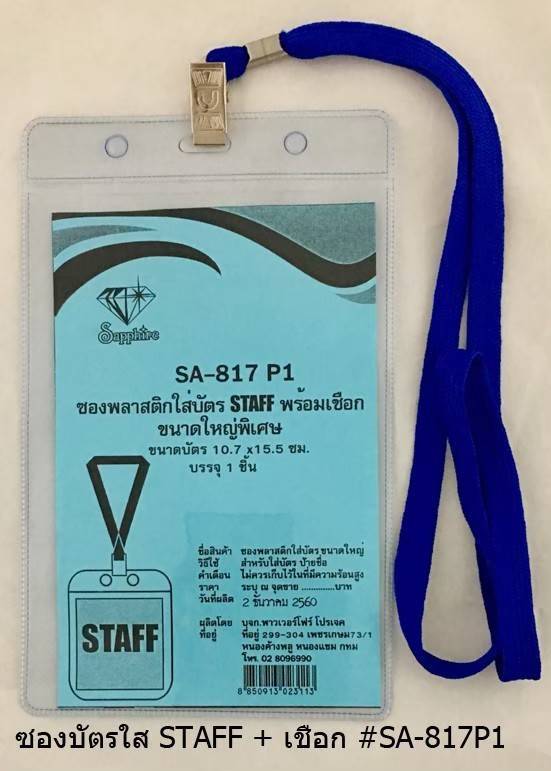 Sapphire
SA-817 P1
ซองพลาสติกใส่บัตร STAFF พร้อมเชือก
ขนาดใหญ่พิเศษ
ขนาดบัตร 10.7 x15.5 ซม.
บรรจุ 1 ชิ้น
ชื่อสินค้า ซองพลาสติกใส่บัตร ขนาดใหญ่
วิธีใช้ สำหรับใส่บัตร ป้ายชื่อ
คำเตือน ไม่ควรเก็บไว้ในที่มีความร้อนสูง
ราคา ระบุ ณ จุดขาย ..............บาท
วันที่ผลิต 2 ธันวาคม 2560
ผลิตโดย บจก.พาวเวอร์โฟร์ โปรเจค
ที่อยู่ ที่อยู่ 299-304 เพชรเกษม73/1
หนองค้างพลู หนองแขม กทม
โทร. 02 8096990
STAFF
8 850913 023113
ซองบัตรใส STAFF + เชือก #SA-817P1